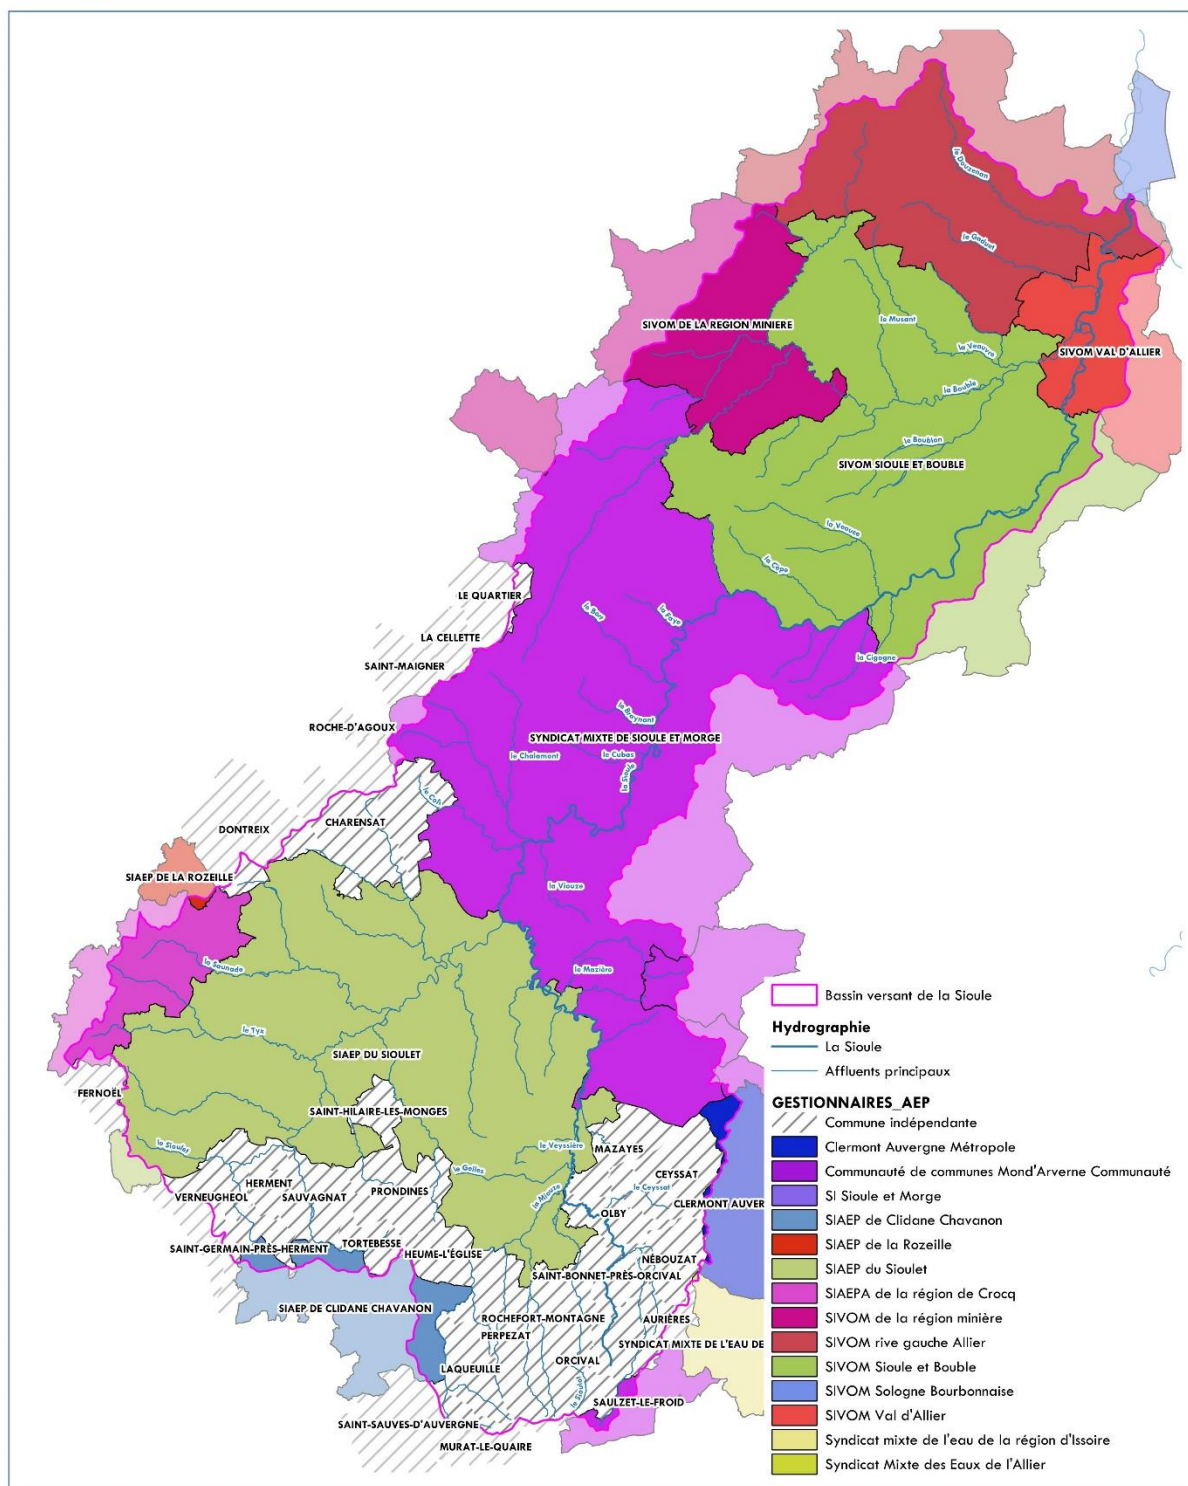 le Douzenan
le Gaduet
SIVOM DE LA REGION MINIERE
le Musant
le Veauvre
SIVOM VAL D'ALLIER
la Bouble
le Boublon
SIVOM SIOULE ET BOUBLE
la Veauce
la Cèpe
LE QUARTIER
le Bort
la Faye
LA CELLETTE
SAINT-MAIGNER
la Cigogne
ROCHE-D'AGOUX
le Braynant
SYNDICAT MIXTE DE SIOULE ET MORGE
le Chalamont
le Cubas
la Sioule
le Coli
CHARENSAT
DONTREIX
SIAEP DE LA ROZEILLE
la Viouze
la Saunade
le Mazière
le Tyx
SIAEP DU SIOULET
FERNOËL
SAINT-HILAIRE-LES-MONGES
le Sioulet
le Veyssière
MAZAYES
le Gelles
CEYSSAT
HERMENT
VERNEUGHEOL
SAUVAGNAT
PRONDINES
la Miouze
le Ceyssat
CLERMONT AUVER
OLBY
SAINT-GERMAIN-PRÈS-HERMENT
TORTEBESSE
HEUME-L'ÉGLISE
NÉBOUZAT
SAINT-BONNET-PRÈS-ORCIVAL
SIAEP DE CLIDANE CHAVANON
ROCHEFORT-MONTAGNE
AURIÈRES
PERPEZAT
SYNDICAT MIXTE DE L'EAU DE
ORCIVAL
LAQUEUILLE
SAULZET-LE-FROID
SAINT-SAUVES-D'AUVERGNE
MURAT-LE-QUAIRE
Bassin versant de la Sioule
Hydrographie
La Sioule
Affluents principaux
GESTIONNAIRES_AEP
Commune indépendante
Clermont Auvergne Métropole
Communauté de communes Mond'Arverne Communauté
SI Sioule et Morge
SIAEP de Clidane Chavanon
SIAEP de la Rozeille
SIAEP du Sioulet
SIAEPA de la région de Crocq
SIVOM de la région minière
SIVOM rive gauche Allier
SIVOM Sioule et Bouble
SIVOM Sologne Bourbonnaise
SIVOM Val d'Allier
Syndicat mixte de l'eau de la région d'Issoire
Syndicat Mixte des Eaux de l'Allier